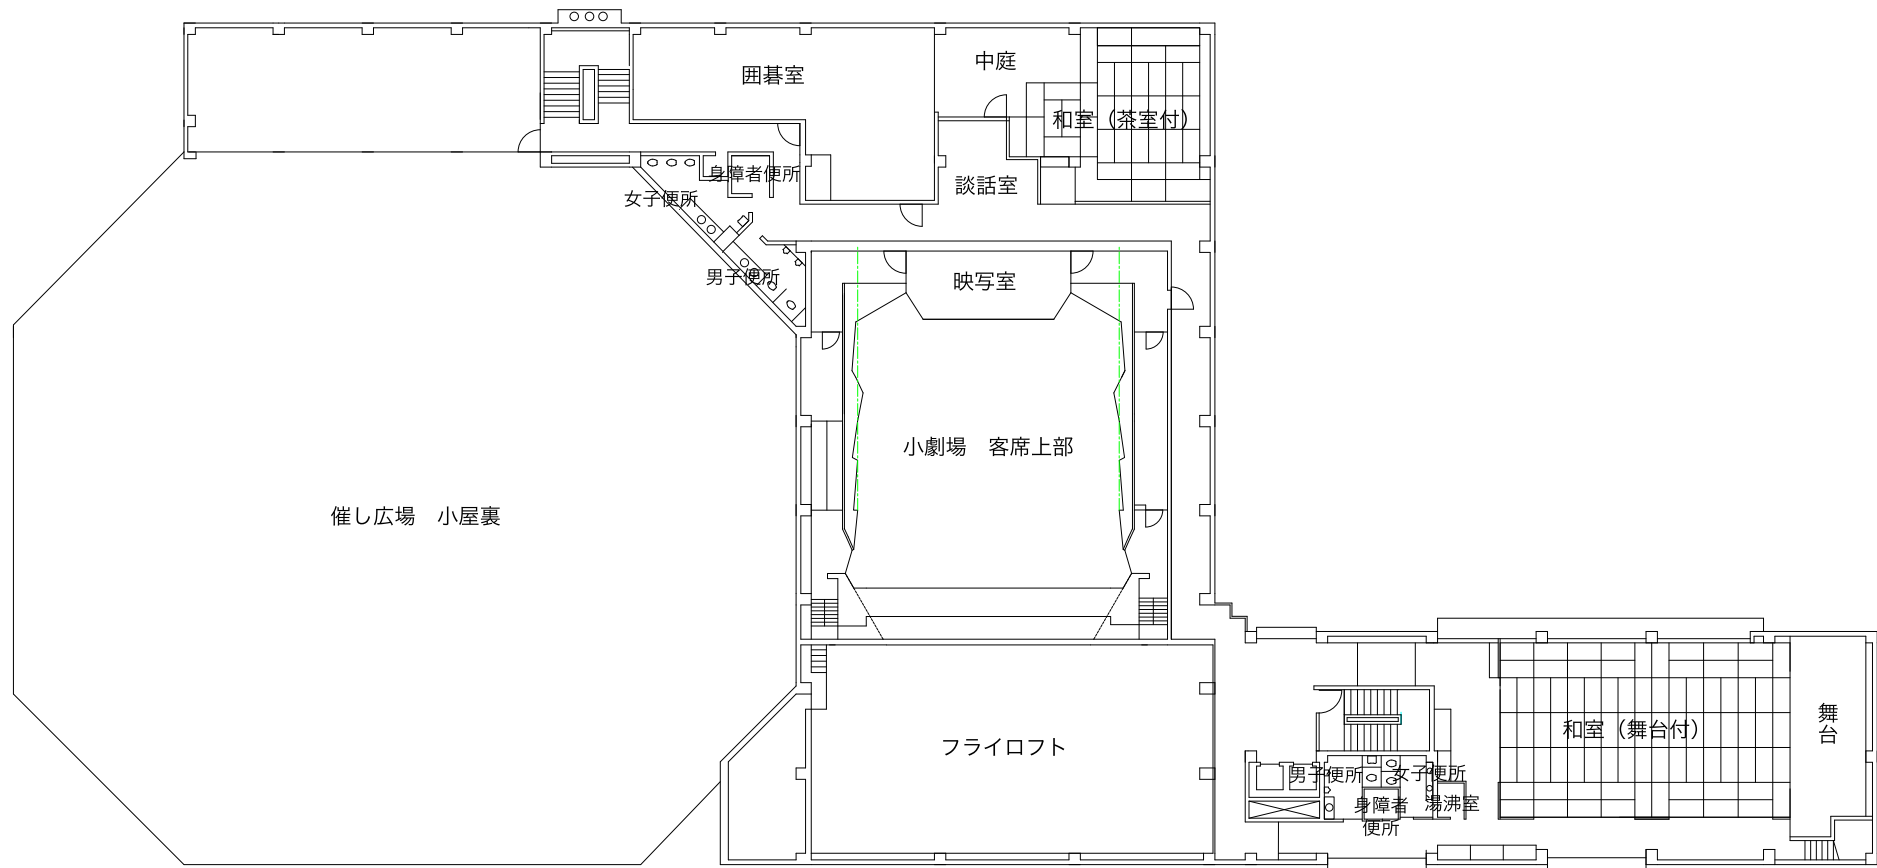 中庭
囲碁室
和室（茶室付）
身障者便所
談話室
女子便所
男子便所
映写室
小劇場　客席上部
催し広場　小屋裏
舞台
和室（舞台付）
フライロフト
男子便所
女子便所
身障者
便所
湯沸室